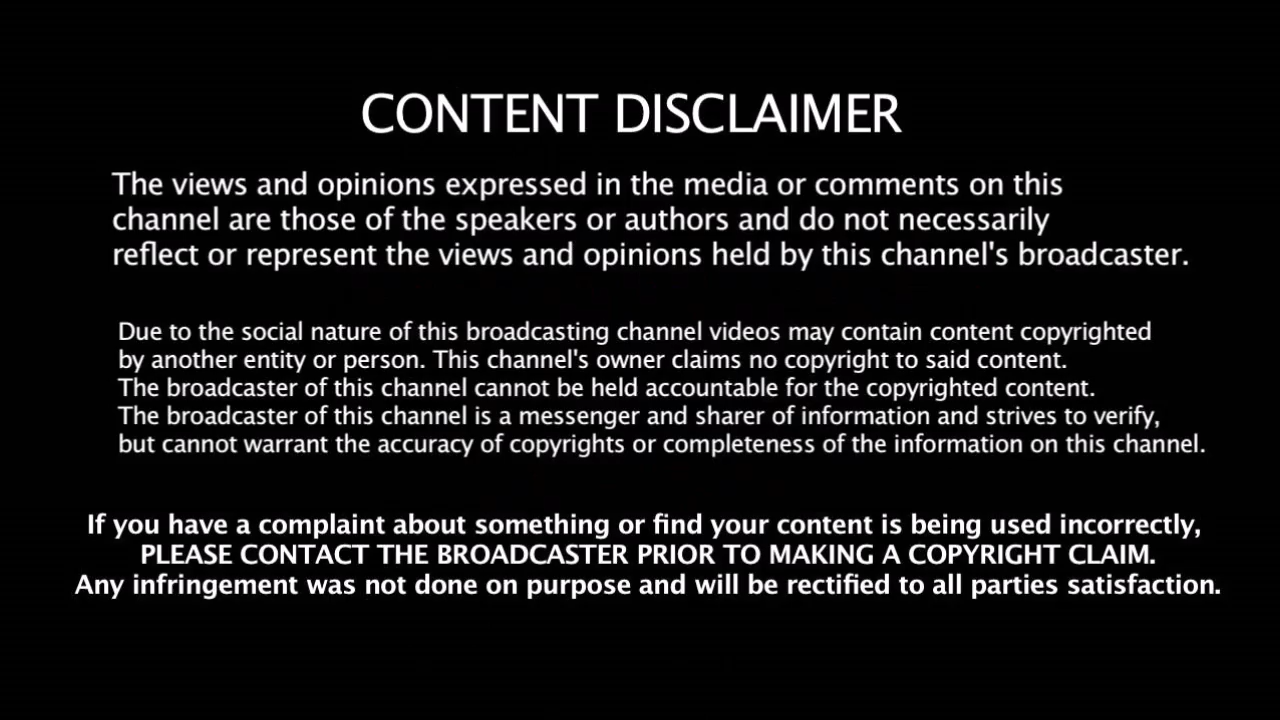 CONTENT DISCLAIMER
The views and opinions expressed in the media or comments on this
channel are those of the speakers or authors and do not necessarily
reflect or represent the views and opinions held by this channel's broadcaster.
Due to the social nature of this broadcasting channel videos may contain content copyrighted
by another entity or person. This channel's owner claims no copyright to said content.
The broadcaster of this channel cannot be held accountable for the copyrighted content.
The broadcaster of this channel is a messenger and sharer of information and strives to verify,
but cannot warrant the accuracy of copyrights or completeness of the information on this channel.
If you have a complaint about something or find your content is being used incorrectly,
PLEASE CONTACT THE BROADCASTER PRIOR TO MAKING A COPYRIGHT CLAIM.
Any infringement was not done on purpose and will be rectified to all parties satisfaction.